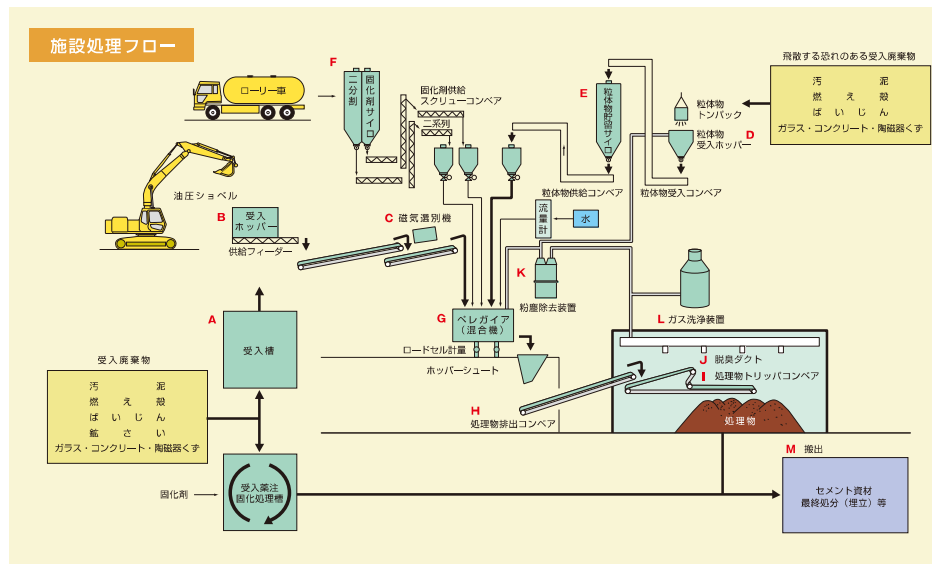 施設処理フロー
F
ローリー車
二分割
固化剤サイロ
固化剤供給
スクリューコンベア
二系列
E
粒体物貯留サイロ
粒体物
トンバック
飛散する恐れのある受入廃棄物
汚泥
燃え殻
ばいじん
ガラス・コンクリート・陶磁器くず
粒体物
受入ホッパー
D
油圧ショベル
粒体物供給コンベア
粒体物受入コンベア
B
受入
ホッパー
供給フィーダー
C 磁気選別機
流量計
水
K
粉塵除去装置
L ガス洗浄装置
A
受入槽
G
ペレガイア
（混合機）
ロードセル計量
ホッパーシュート
J 脱臭ダクト
I 処理物トリッパコンベア
受入廃棄物
汚泥
燃え殻
ばいじん
鉱さい
ガラス・コンクリート・陶磁器くず
H
処理物排出コンベア
処理物
M 搬出
固化剤
受入薬注
固化処理槽
セメント資材
最終処分（埋立）等